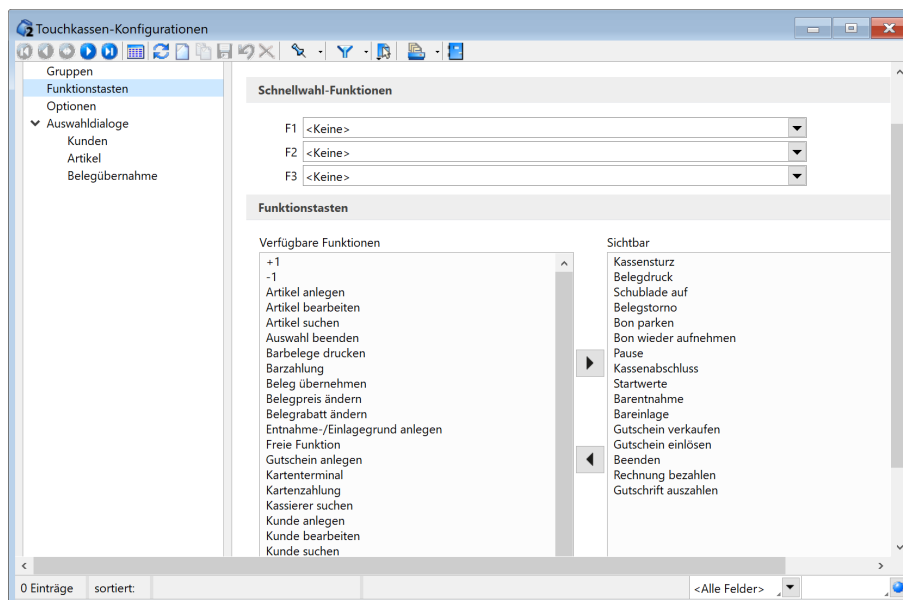 Touchkassen-Konfigurationen
Gruppen
Funktionstasten
Optionen
Auswahldialoge
Kunden
Artikel
Belegübernahme
Schnellwahl-Funktionen
F1 <Keine>
F2 <Keine>
F3 <Keine>
Funktionstasten
Verfügbare Funktionen
+1
-1
Artikel anlegen
Artikel bearbeiten
Artikel suchen
Auswahl beenden
Barbelege drucken
Barzahlung
Beleg übernehmen
Belegpreis ändern
Belegrabatt ändern
Entnahme-/Einlagegrund anlegen
Freie Funktion
Gutschein anlegen
Kartenterminal
Kartenzahlung
Kassierer suchen
Kunde anlegen
Kunde bearbeiten
Kunde suchen
Sichtbar
Kassensturz
Belegdruck
Schublade auf
Belegstorno
Bon parken
Bon wieder aufnehmen
Pause
Kassenabschluss
Startwerte
Barentnahme
Bareinlage
Gutschein verkaufen
Gutschein einlösen
Beenden
Rechnung bezahlen
Gutschrift auszahlen
0 Einträge sortiert: <Alle Felder>